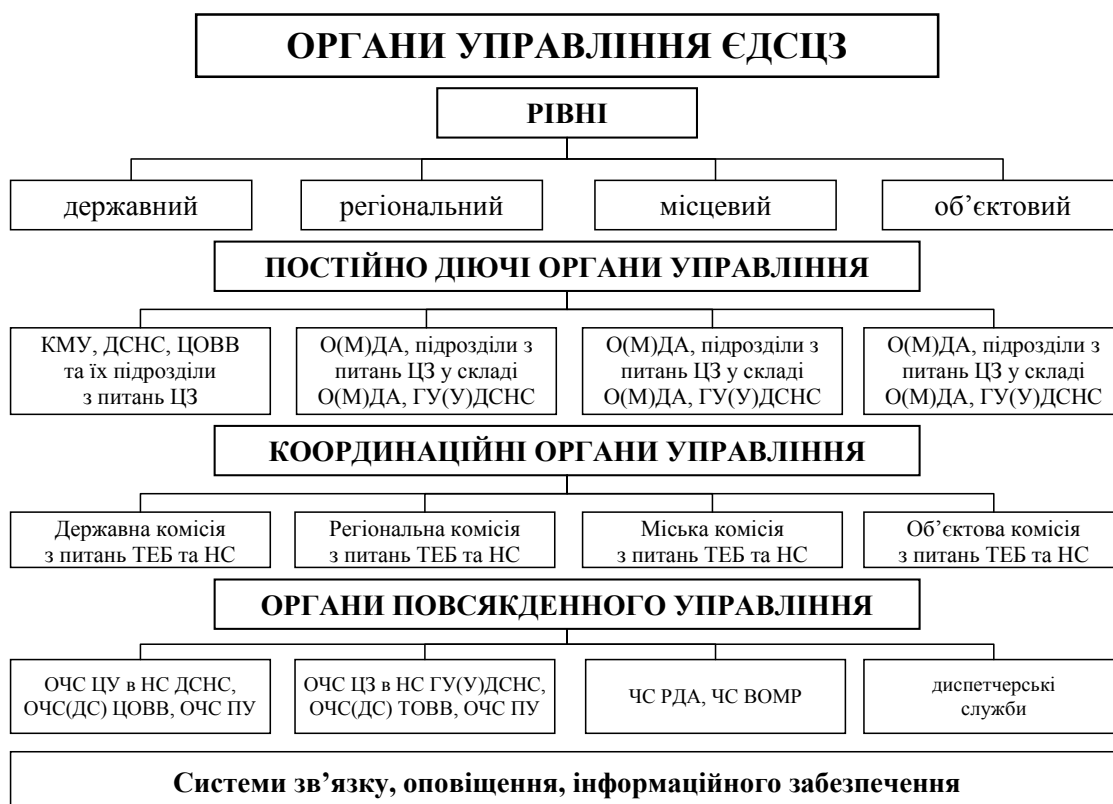 ОРГАНИ УПРАВЛІННЯ ЄДСЦЗ
РІВНІ
державний
регіональний
місцевий
об’єктовий
ПОСТІЙНО ДІЮЧІ ОРГАНИ УПРАВЛІННЯ
КМУ, ДСНС, ЦОВВ
та їх підрозділи
з питань ЦЗ
О(М)ДА, підрозділи з
питань ЦЗ у складі
О(М)ДА, ГУ(У)ДСНС
О(М)ДА, підрозділи з
питань ЦЗ у складі
О(М)ДА, ГУ(У)ДСНС
О(М)ДА, підрозділи з
питань ЦЗ у складі
О(М)ДА, ГУ(У)ДСНС
КООРДИНАЦІЙНІ ОРГАНИ УПРАВЛІННЯ
Державна комісія
з питань ТЕБ та НС
Регіональна комісія
з питань ТЕБ та НС
Міська комісія
з питань ТЕБ та НС
Об’єктова комісія
з питань ТЕБ та НС
ОРГАНИ ПОВСЯКДЕННОГО УПРАВЛІННЯ
ОЧС ЦУ в НС ДСНС,
ОЧС(ДС) ЦОВВ, ОЧС ПУ
ОЧС ЦЗ в НС ГУ(У)ДСНС,
ОЧС(ДС) ТОВВ, ОЧС ПУ
ЧС РДА, ЧС ВОМР
диспетчерські
служби
Системи зв’язку, оповіщення, інформаційного забезпечення